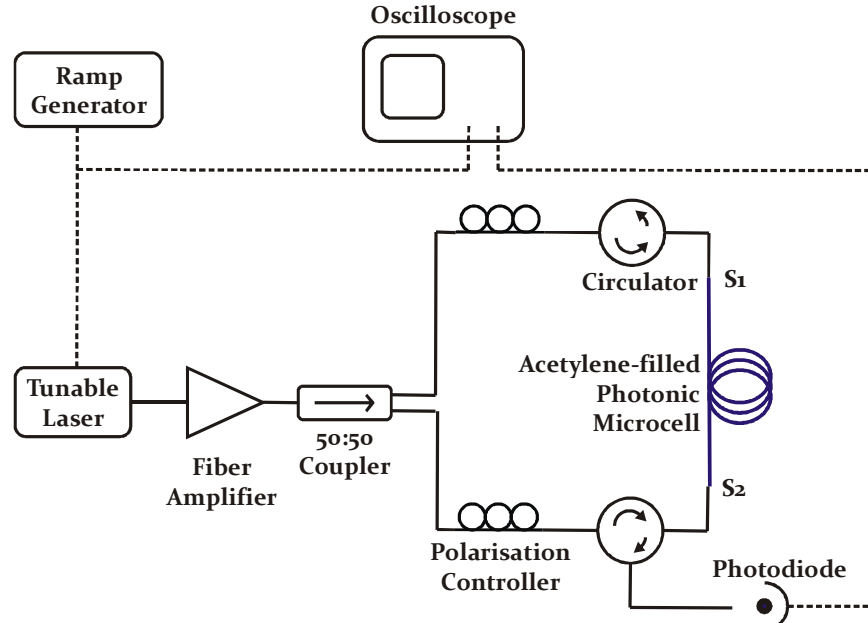 Oscilloscope
Ramp
Generator
Circulator
S1
Acetylene-filled
Photonic
Microcell
Tunable
Laser
50:50
Coupler
Fiber
Amplifier
S2
Polarisation
Controller
Photodiode